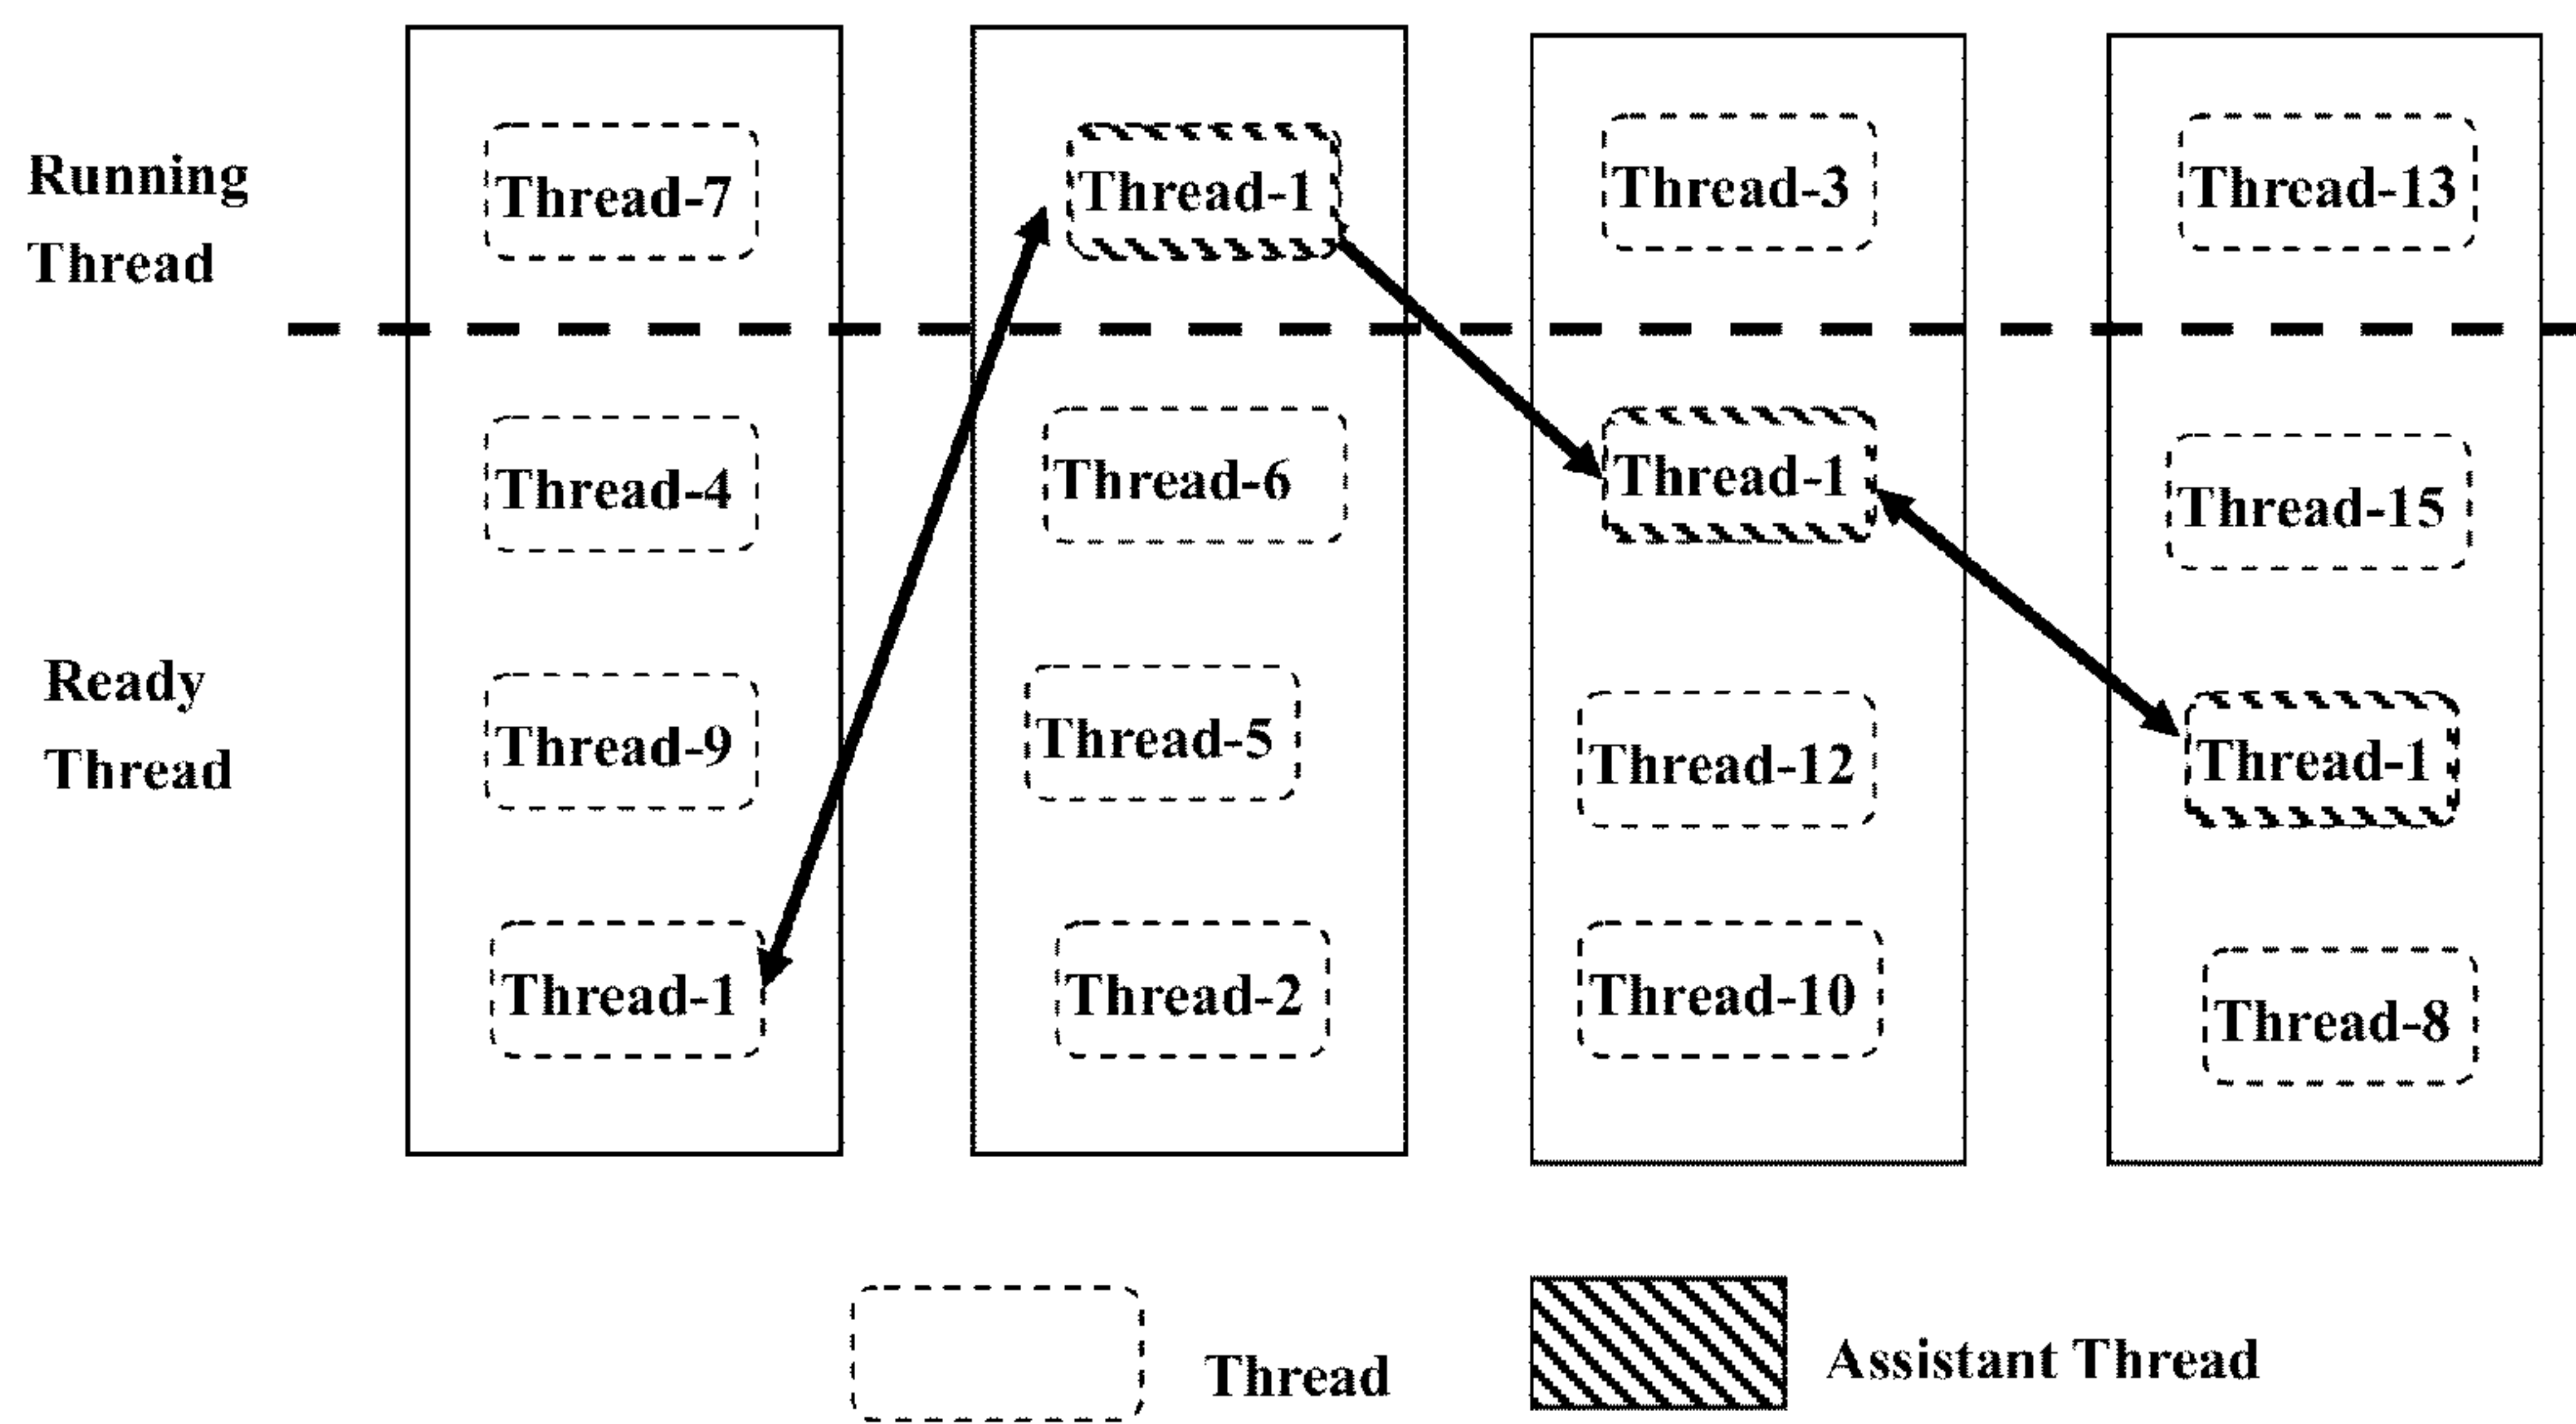 Running
Thread
Thread-7
Thread-1
Thread-3
Thread-13
Thread-4
Thread-6
Thread-1
Thread-15
Ready
Thread
Thread-9
Thread-5
Thread-12
Thread-1
Thread-1
Thread-2
Thread-10
Thread-8
Thread
Assistant Thread